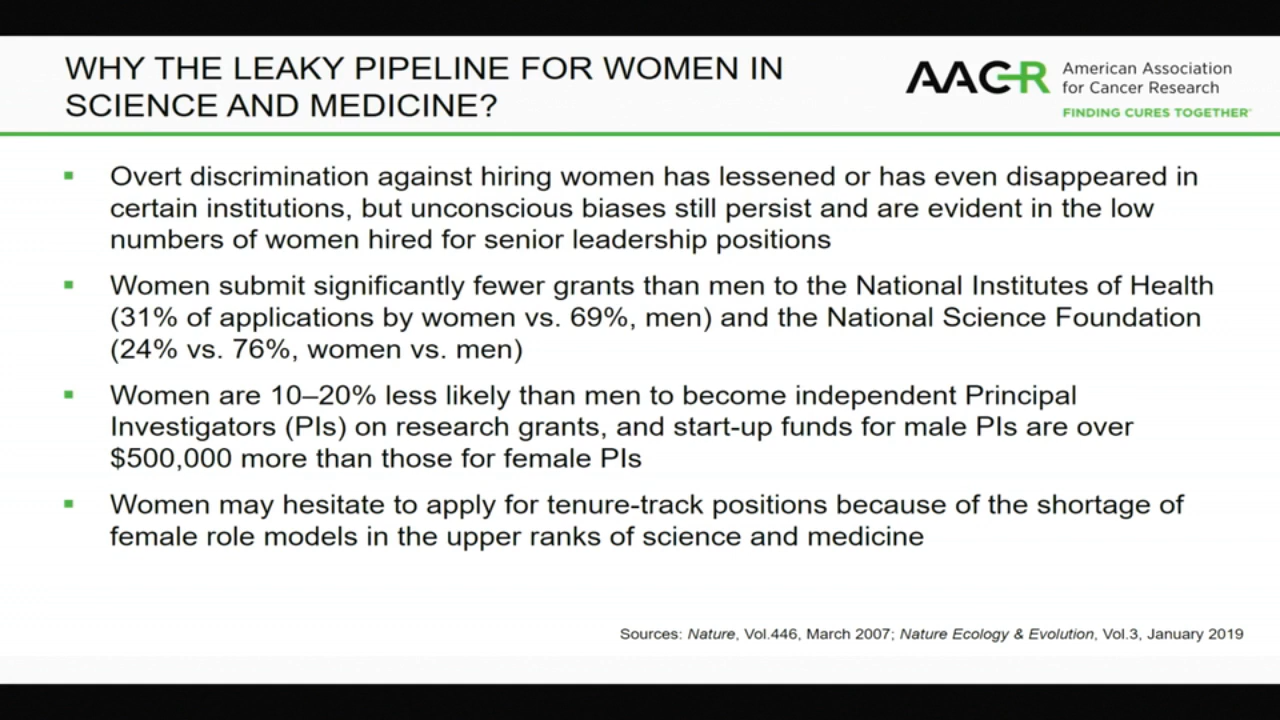 WHY THE LEAKY PIPELINE FOR WOMEN IN
SCIENCE AND MEDICINE?
AACR
American Association
for Cancer Research
FINDING CURES TOGETHER
Overt discrimination against hiring women has lessened or has even disappeared in
certain institutions, but unconscious biases still persist and are evident in the low
numbers of women hired for senior leadership positions
Women submit significantly fewer grants than men to the National Institutes of Health
(31% of applications by women vs. 69%, men) and the National Science Foundation
(24% vs. 76%, women vs. men)
Women are 10–20% less likely than men to become independent Principal
Investigators (PIs) on research grants, and start-up funds for male PIs are over
$500,000 more than those for female PIs
Women may hesitate to apply for tenure-track positions because of the shortage of
female role models in the upper ranks of science and medicine
Sources: Nature, Vol.446, March 2007; Nature Ecology & Evolution, Vol.3, January 2019